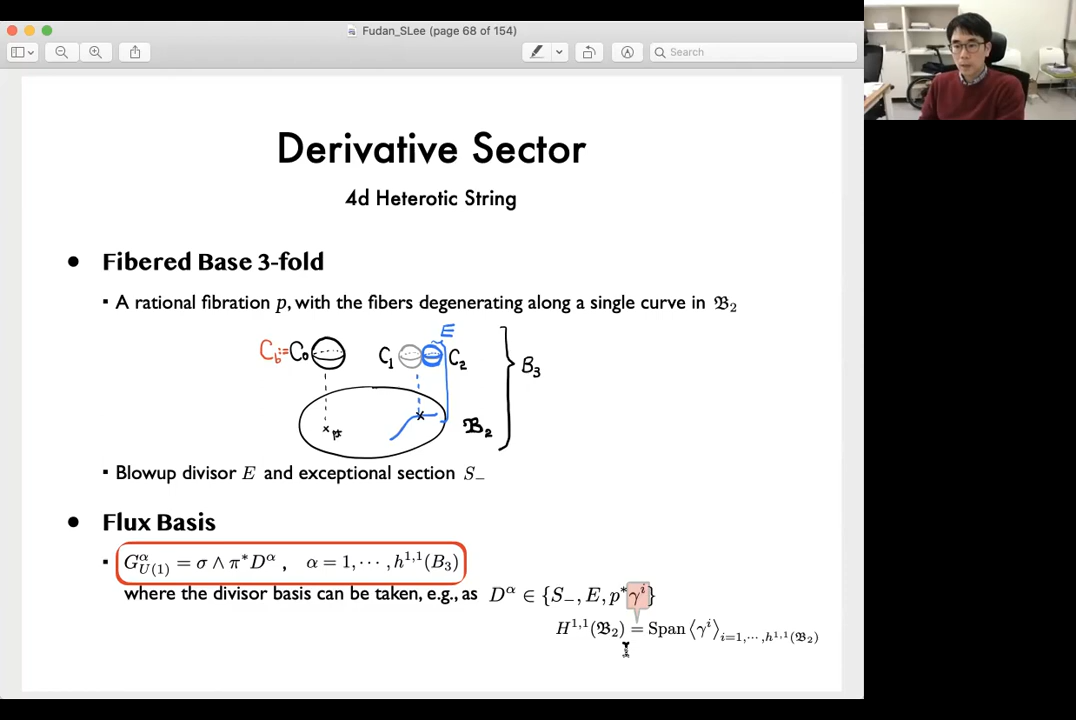 Fudan_SLee (page 68 of 154)
Search
Derivative Sector
4d Heterotic String
• Fibered Base 3-fold
▪ A rational fibration p, with the fibers degenerating along a single curve in 𝔅₂
E
C_b := C₀ C₁ C₂
B₃
pt
𝔅₂
▪ Blowup divisor E and exceptional section S₋
• Flux Basis
▪ G^α_{U(1)} = σ ∧ π*D^α , α = 1, ⋯ , h^{1,1}(B₃)
where the divisor basis can be taken, e.g., as D^α ∈ {S₋, E, p*γ^i}
H^{1,1}(𝔅₂) = Span ⟨γ^i⟩_{i=1,⋯,h^{1,1}(𝔅₂)}